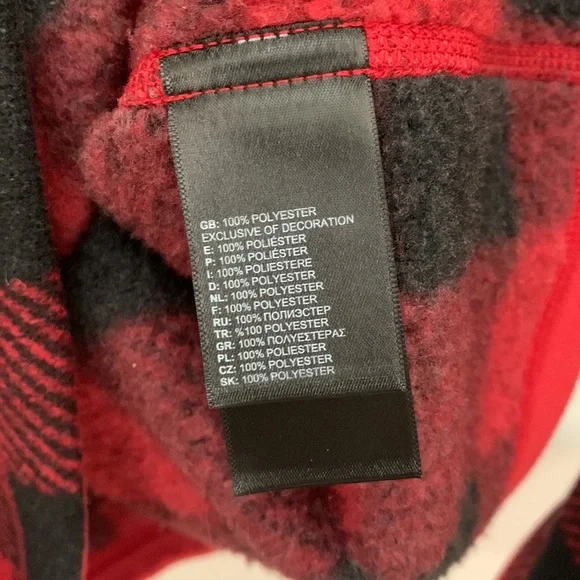 GB: 100% POLYESTER
EXCLUSIVE OF DECORATION
E: 100% POLIÉSTER
P: 100% POLIÉSTER
I: 100% POLIESTERE
D: 100% POLYESTER
NL: 100% POLYESTER
F: 100% POLYESTER
RU: 100% ПОЛИЭСТЕР
TR: %100 POLYESTER
GR: 100% ΠΟΛΥΕΣΤΕΡΑΣ
PL: 100% POLIESTER
CZ: 100% POLYESTER
SK: 100% POLYESTER